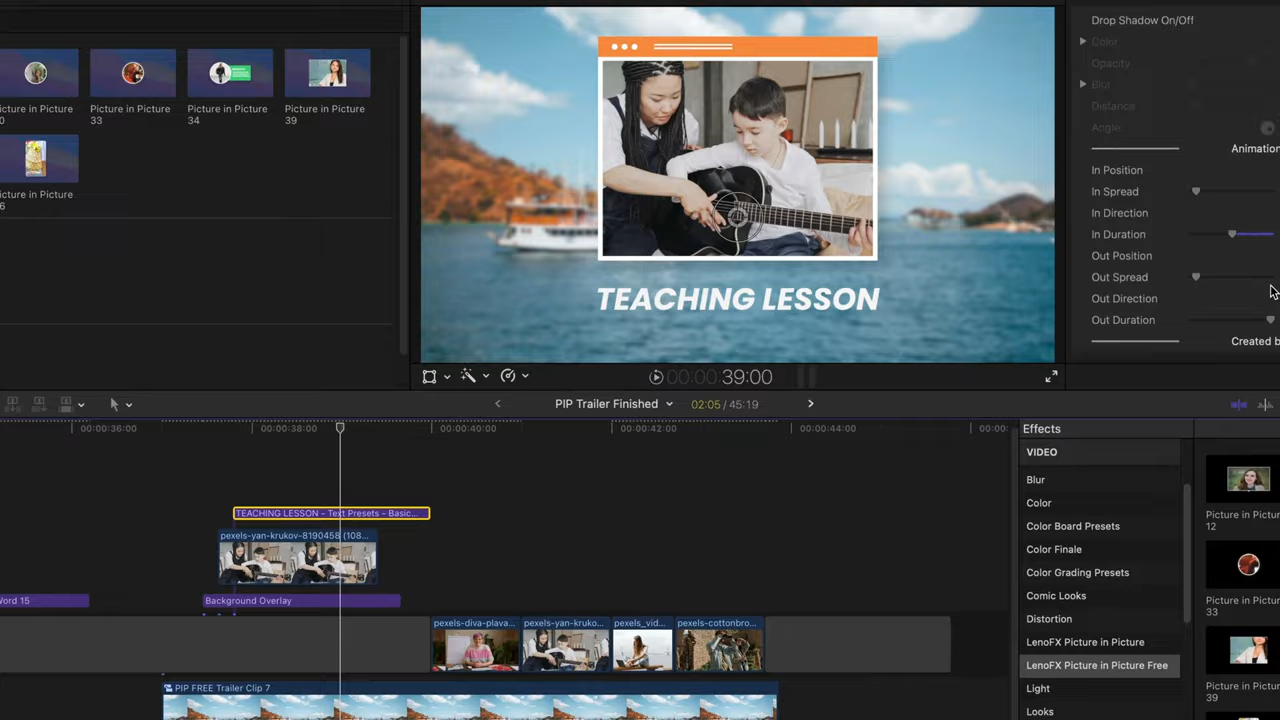 icture in Picture
0
Picture in Picture
33
Picture in Picture
34
Picture in Picture
39
icture in Picture
6
TEACHING LESSON
Drop Shadow On/Off
Color
Opacity
Blur
Distance
Angle
Animation
In Position
In Spread
In Direction
In Duration
Out Position
Out Spread
Out Direction
Out Duration
Created b
00:00:39:00
PIP Trailer Finished
02:05 / 45:19
00:00:36:00
00:00:38:00
00:00:40:00
00:00:42:00
00:00:44:00
00:00:
TEACHING LESSON - Text Presets - Basic...
pexels-yan-krukov-8190458 (108...
Word 15
Background Overlay
pexels-diva-plava...
pexels-yan-kruko...
pexels_vid...
pexels-cottonbro...
PIP FREE Trailer Clip 7
Effects
VIDEO
Blur
Color
Color Board Presets
Color Finale
Color Grading Presets
Comic Looks
Distortion
LenoFX Picture in Picture
LenoFX Picture in Picture Free
Light
Looks
Picture in Pictur
12
Picture in Pictur
33
Picture in Pictur
39